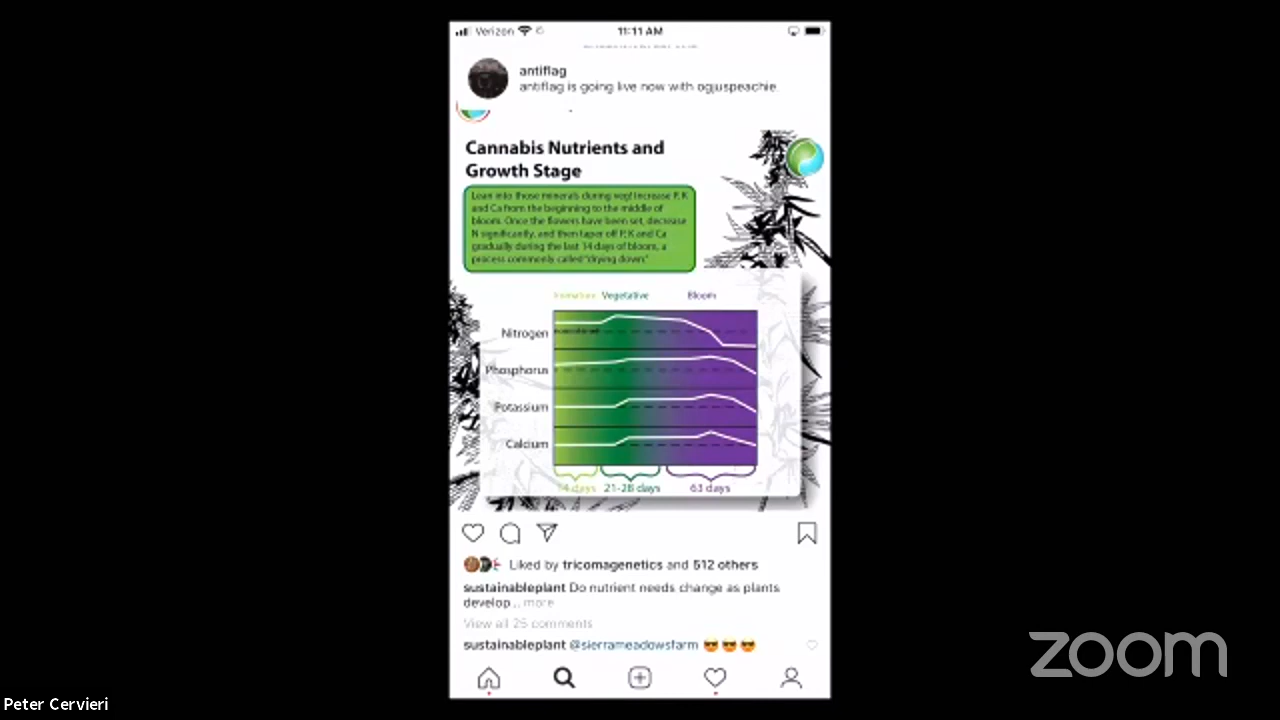 Verizon
11:11 AM
antiflag
antiflag is going live now with ogjuspeachie.
Cannabis Nutrients and
Growth Stage
Lean into those minerals during veg! Increase P, K
and Ca from the beginning to the middle of
bloom. Once the flowers have been set, decrease
N significantly, and then taper off P, K and Ca
gradually during the last 14 days of bloom, a
process commonly called "drying down."
Immature Vegetative Bloom
Nitrogen
Phosphorus
Potassium
Calcium
14 days 21-28 days 63 days
Liked by tricomagenetics and 512 others
sustainableplant Do nutrient needs change as plants
develop... more
View all 25 comments
sustainableplant @sierrameadowsfarm 😎😎😎
zoom
Peter Cervieri